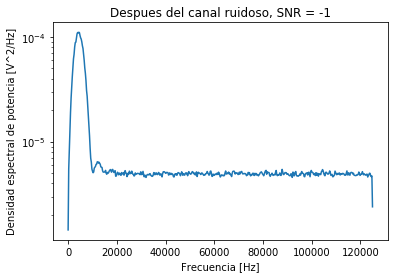 Despues del canal ruidoso, SNR = -1
Densidad espectral de potencia [V^2/Hz]
10⁻⁴
10⁻⁵
0 20000 40000 60000 80000 100000 120000
Frecuencia [Hz]